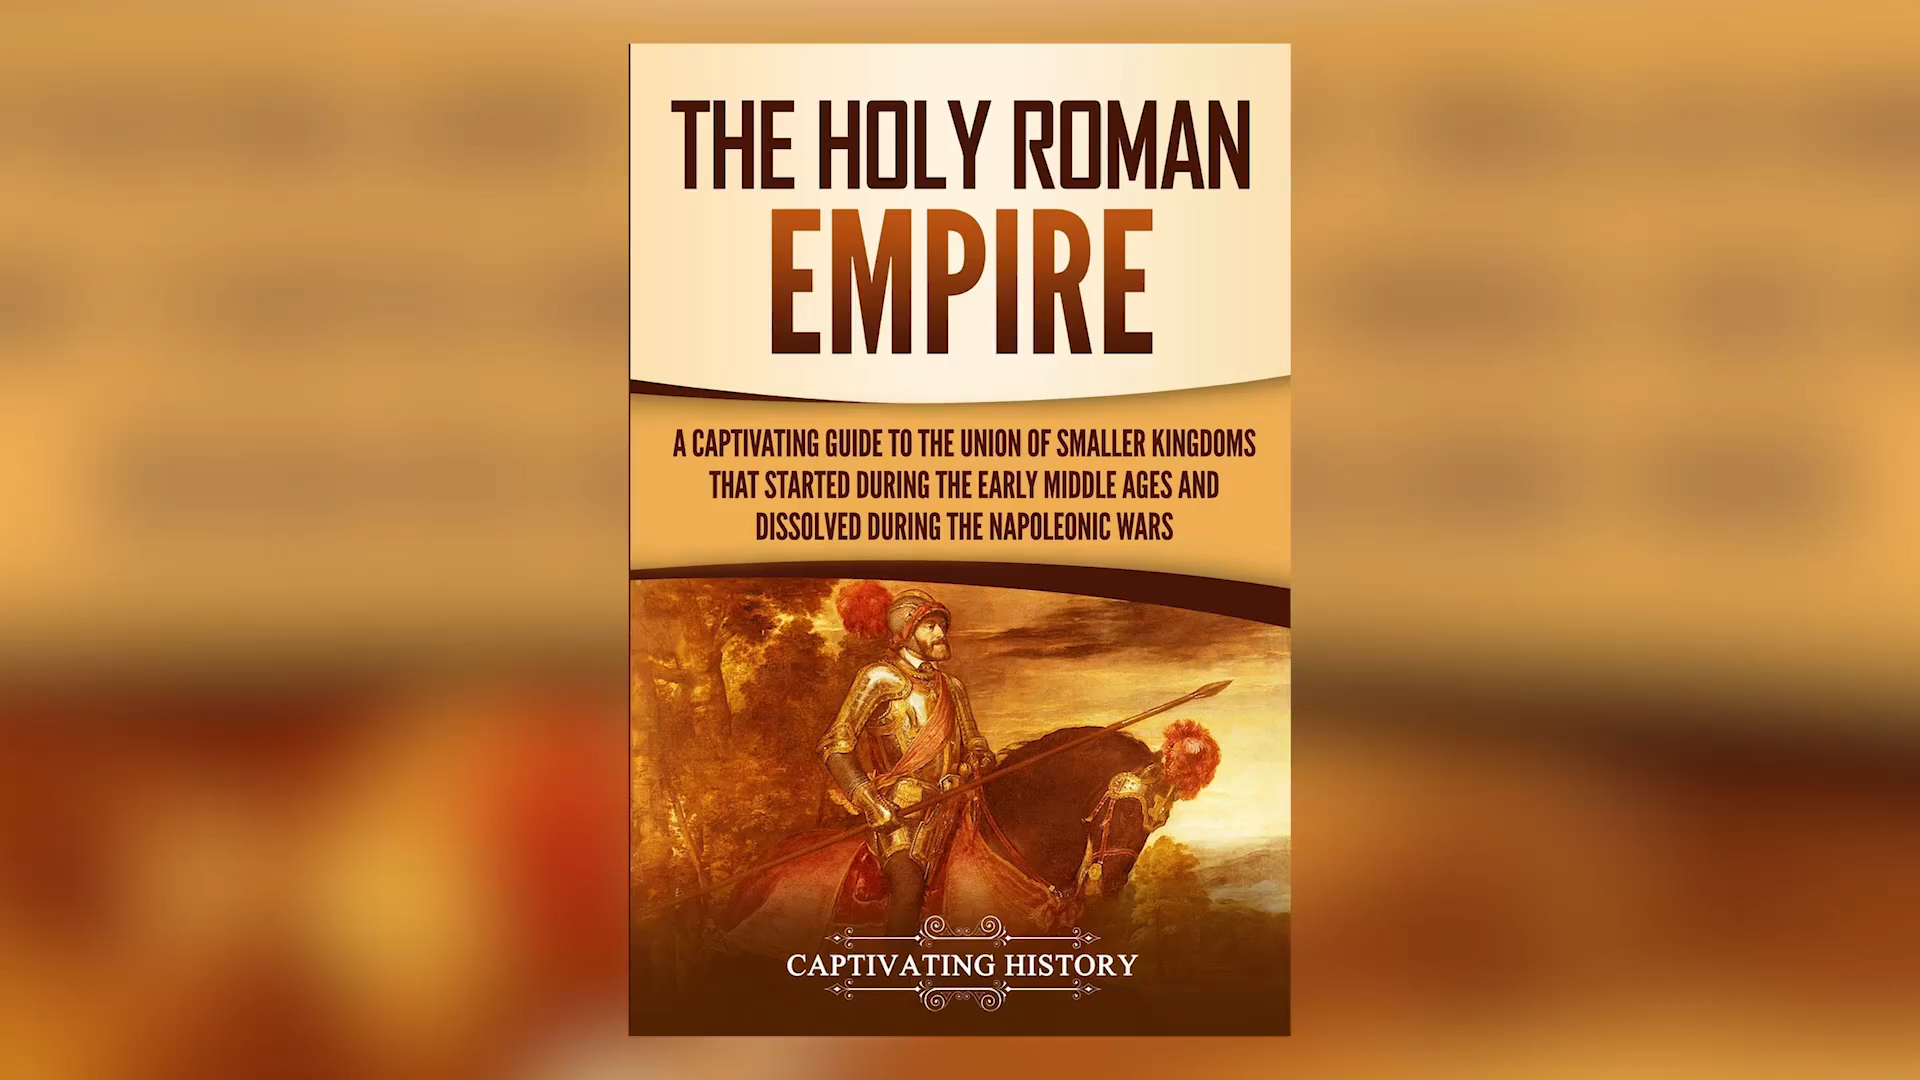 THE HOLY ROMAN
EMPIRE
A CAPTIVATING GUIDE TO THE UNION OF SMALLER KINGDOMS
THAT STARTED DURING THE EARLY MIDDLE AGES AND
DISSOLVED DURING THE NAPOLEONIC WARS
CAPTIVATING HISTORY